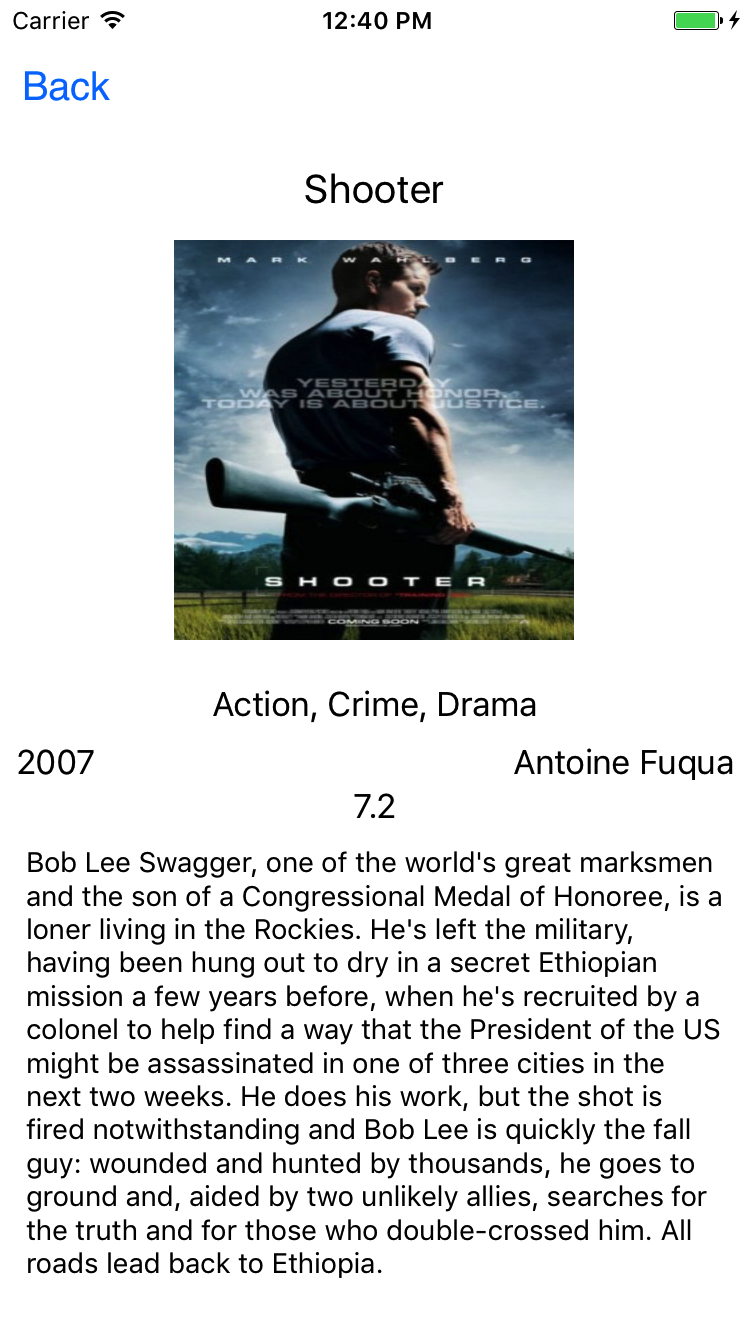 Carrier
12:40 PM
Back
Shooter
MARK WAHLBERG
YESTERDAY
WAS ABOUT HONOR.
TODAY IS ABOUT JUSTICE.
SHOOTER
FROM THE DIRECTOR OF "TRAINING DAY"
COMING SOON
Action, Crime, Drama
2007
Antoine Fuqua
7.2
Bob Lee Swagger, one of the world's great marksmen
and the son of a Congressional Medal of Honoree, is a
loner living in the Rockies. He's left the military,
having been hung out to dry in a secret Ethiopian
mission a few years before, when he's recruited by a
colonel to help find a way that the President of the US
might be assassinated in one of three cities in the
next two weeks. He does his work, but the shot is
fired notwithstanding and Bob Lee is quickly the fall
guy: wounded and hunted by thousands, he goes to
ground and, aided by two unlikely allies, searches for
the truth and for those who double-crossed him. All
roads lead back to Ethiopia.